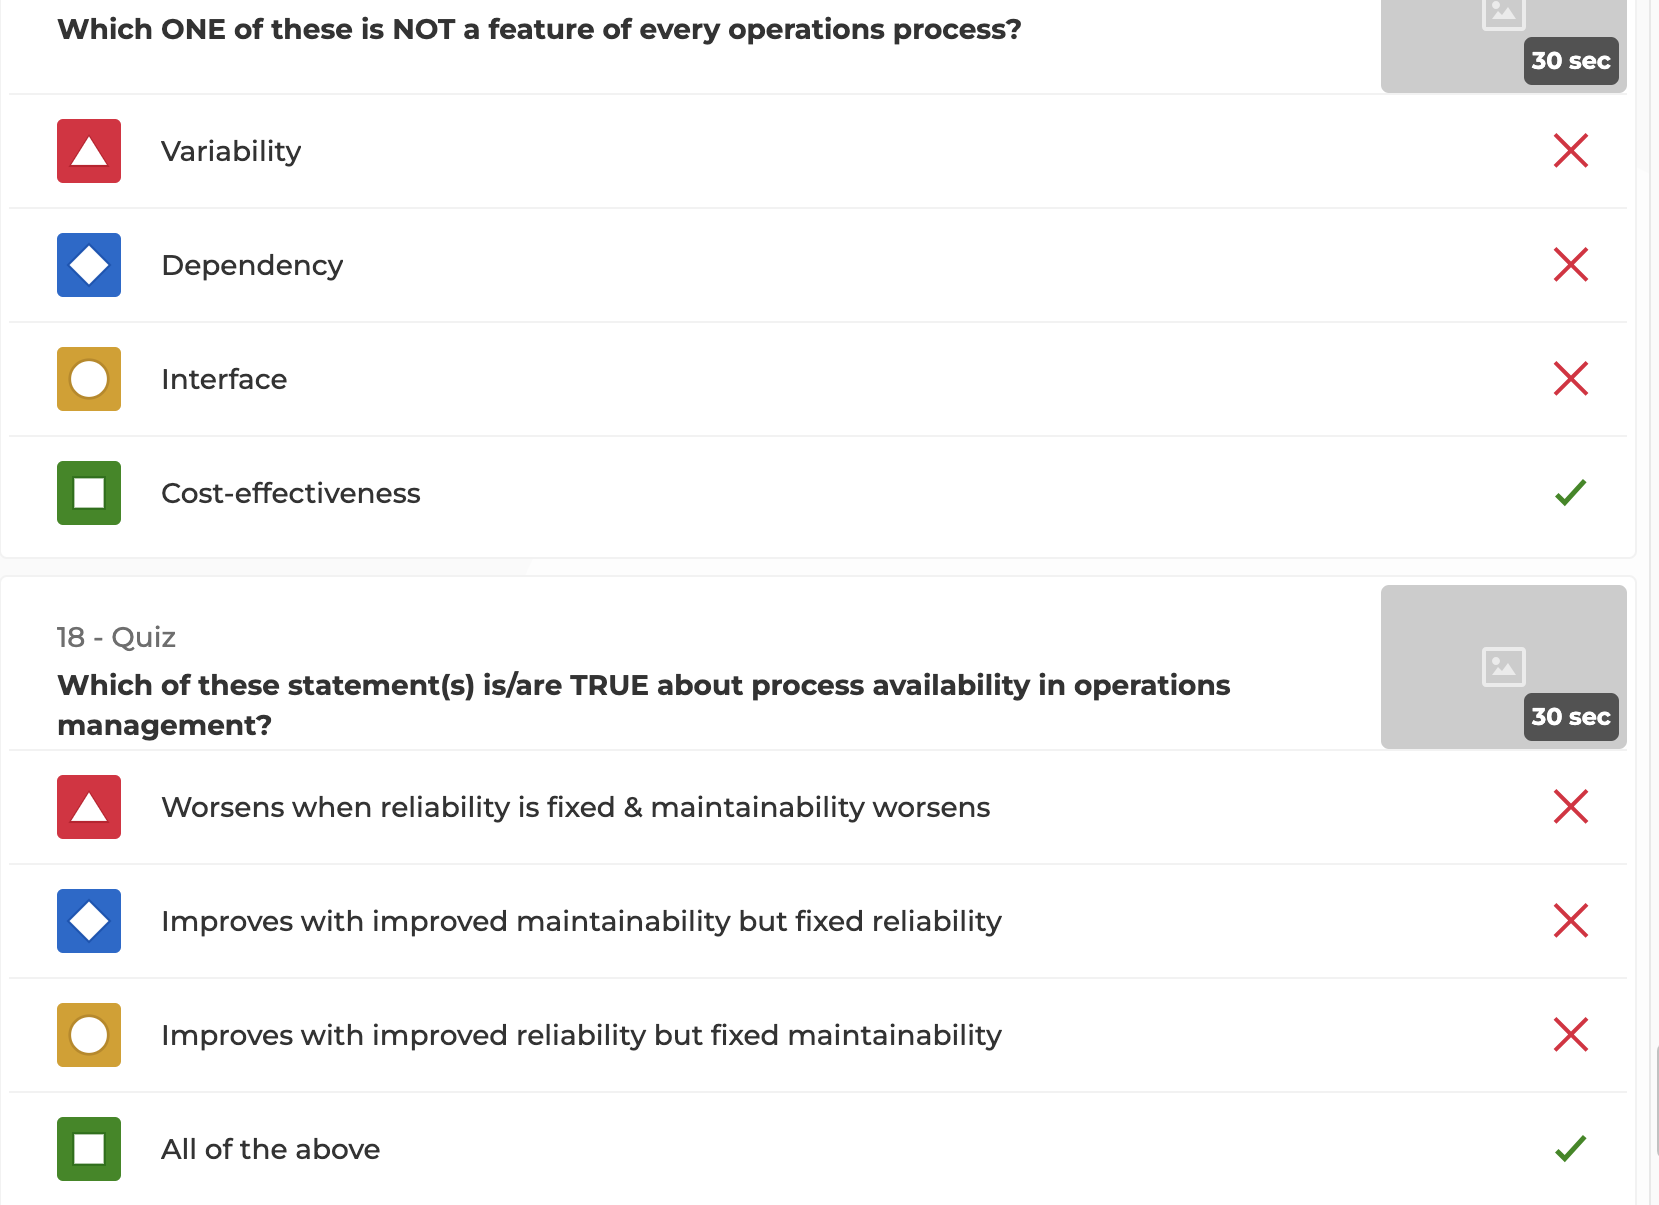 Which ONE of these is NOT a feature of every operations process?
30 sec
Variability
Dependency
Interface
Cost-effectiveness
18 - Quiz
Which of these statement(s) is/are TRUE about process availability in operations
management?
30 sec
Worsens when reliability is fixed & maintainability worsens
Improves with improved maintainability but fixed reliability
Improves with improved reliability but fixed maintainability
All of the above